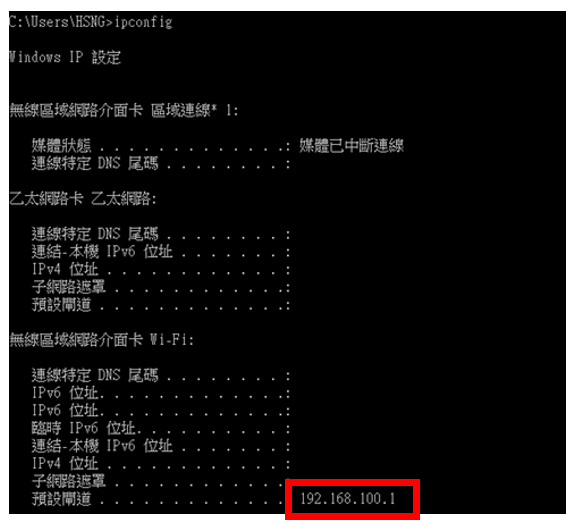 C:\Users\HSNG>ipconfig
Windows IP 設定
無線區域網路介面卡 區域連線* 1:
媒體狀態 . . . . . . . . . . . . . .: 媒體已中斷連線
連線特定 DNS 尾碼 . . . . . . . . :
乙太網路卡 乙太網路:
連線特定 DNS 尾碼 . . . . . . . . :
連結-本機 IPv6 位址 . . . . . . . :
IPv4 位址 . . . . . . . . . . . . :
子網路遮罩 . . . . . . . . . . . .:
預設閘道 . . . . . . . . . . . . .:
無線區域網路介面卡 Wi-Fi:
連線特定 DNS 尾碼 . . . . . . . . :
IPv6 位址. . . . . . . . . . . . .:
IPv6 位址. . . . . . . . . . . . .:
臨時 IPv6 位址. . . . . . . . . . :
連結-本機 IPv6 位址 . . . . . . . :
IPv4 位址 . . . . . . . . . . . . :
子網路遮罩 . . . . . . . . . . . .:
預設閘道 . . . . . . . . . . . . . 192.168.100.1